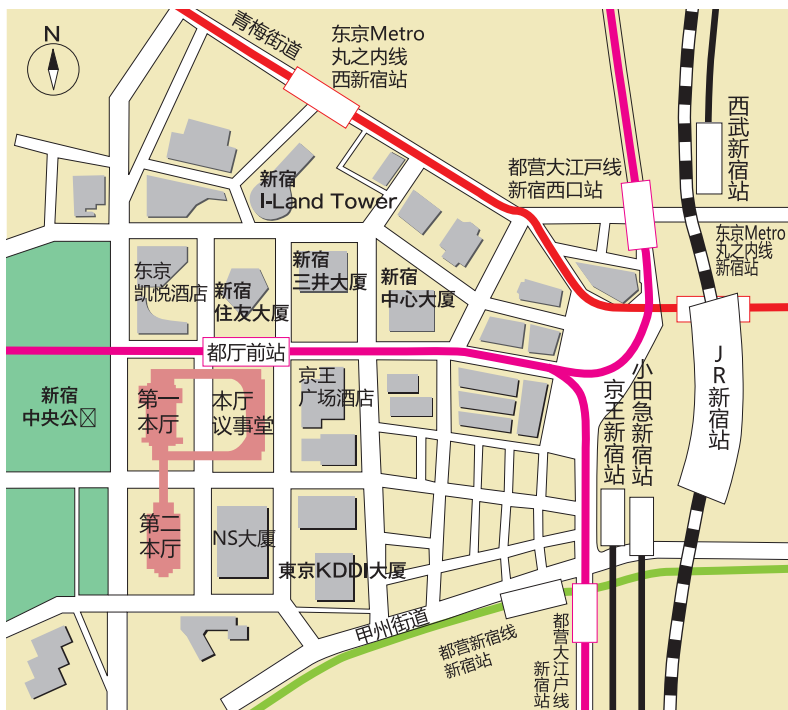 N
青梅街道
东京Metro
丸之内线
西新宿站
西武新宿站
都营大江戸线
新宿西口站
新宿
I-Land Tower
东京Metro
丸之内线
新宿站
东京
凯悦酒店
新宿
住友大厦
新宿
三井大厦
新宿
中心大厦
都厅前站
JR新宿站
小田急新宿站
京王新宿站
新宿
中央公
第一
本厅
本厅
议事堂
京王
广场酒店
第二
本厅
NS大厦
東京KDDI大厦
甲州街道
都营新宿线
新宿站
都营大江户线
新宿站